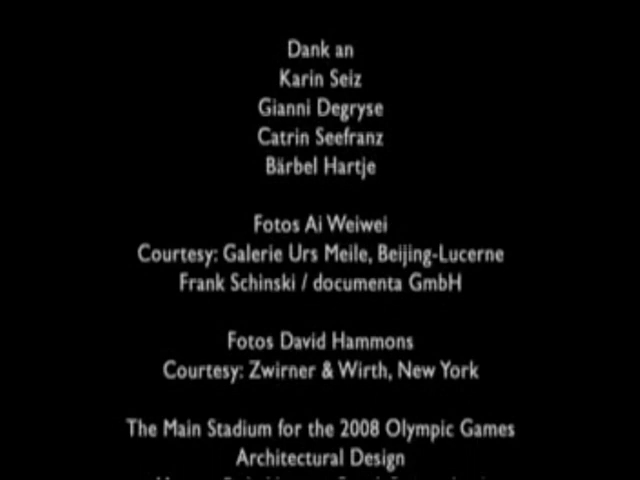 Dank an
Karin Seiz
Gianni Degryse
Catrin Seefranz
Bärbel Hartje
Fotos Ai Weiwei
Courtesy: Galerie Urs Meile, Beijing-Lucerne
Frank Schinski / documenta GmbH
Fotos David Hammons
Courtesy: Zwirner & Wirth, New York
The Main Stadium for the 2008 Olympic Games
Architectural Design